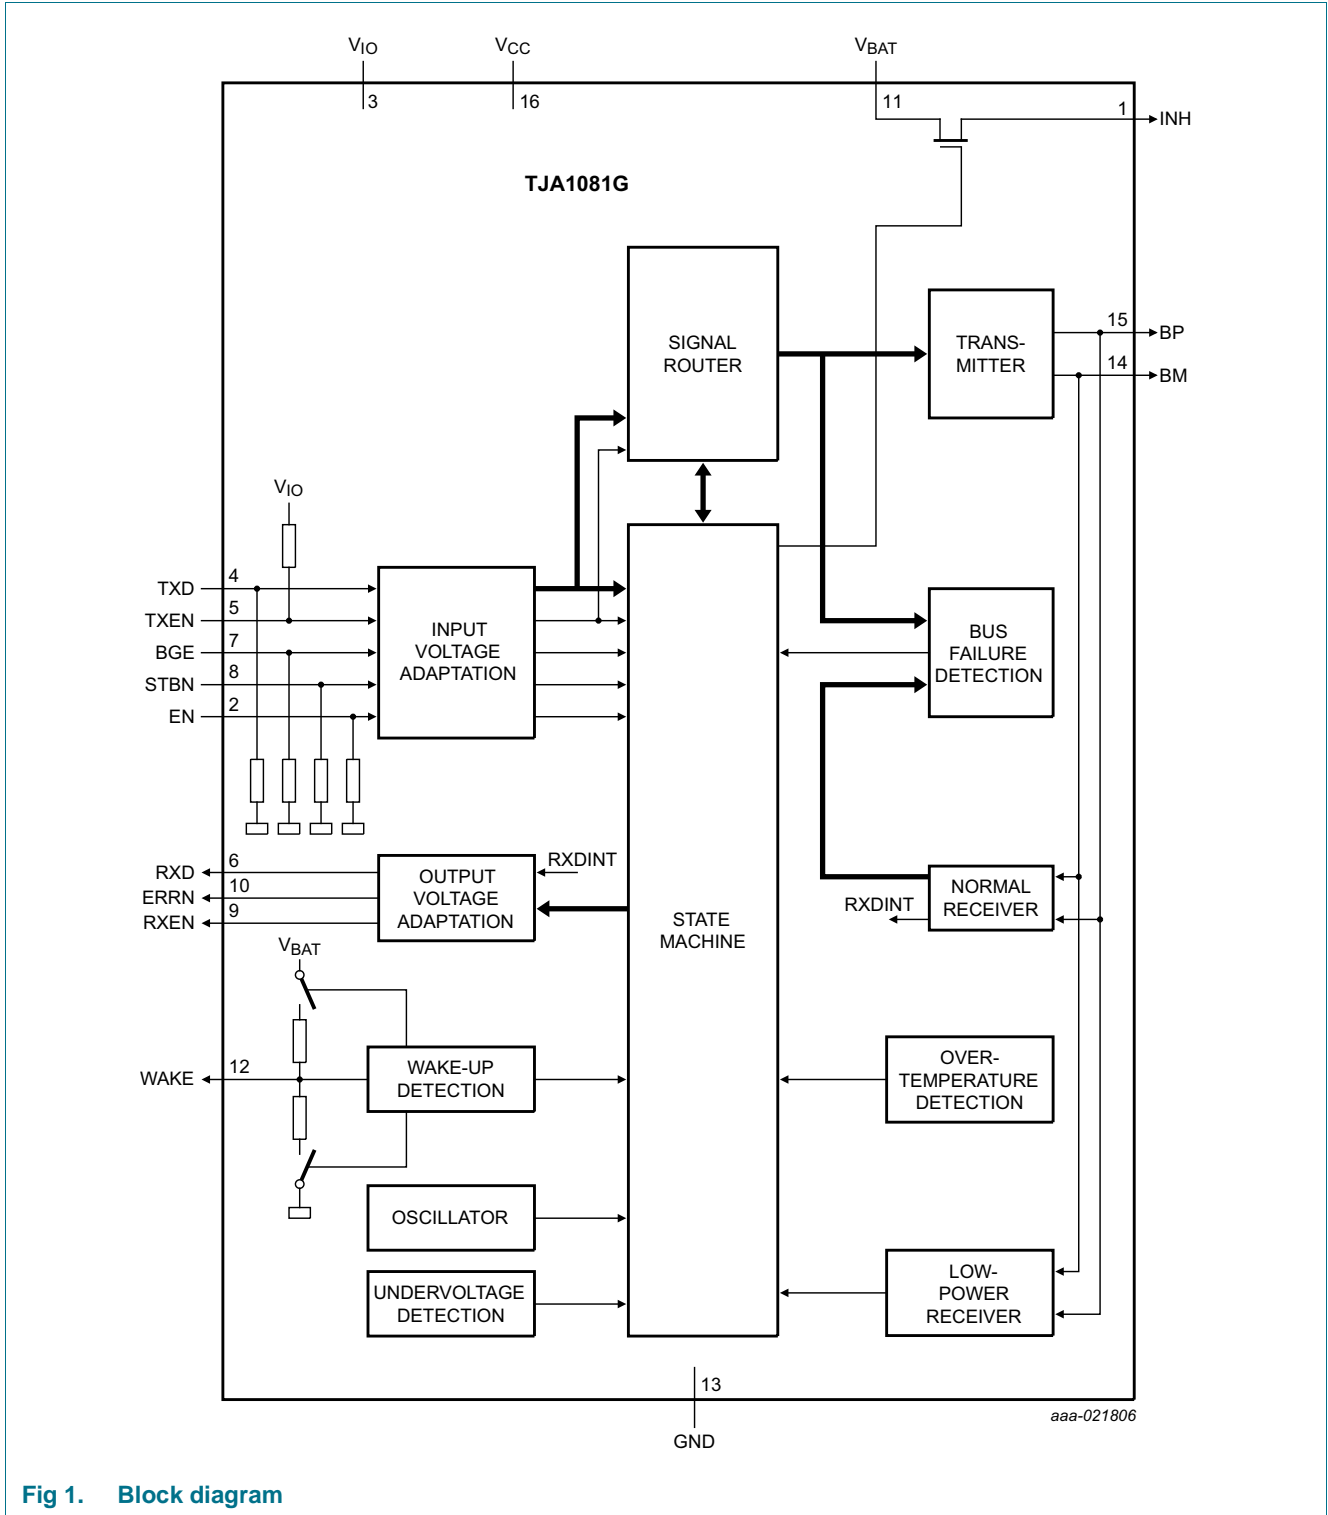 VIO
VCC
VBAT
3
16
11
1
INH
TJA1081G
SIGNAL
ROUTER
TRANS-
MITTER
15
BP
14
BM
VIO
TXD
4
TXEN
5
BGE
7
STBN
8
EN
2
INPUT
VOLTAGE
ADAPTATION
BUS
FAILURE
DETECTION
RXD
6
ERRN
10
RXEN
9
OUTPUT
VOLTAGE
ADAPTATION
RXDINT
STATE
MACHINE
RXDINT
NORMAL
RECEIVER
VBAT
WAKE
12
WAKE-UP
DETECTION
OVER-
TEMPERATURE
DETECTION
OSCILLATOR
UNDERVOLTAGE
DETECTION
LOW-
POWER
RECEIVER
13
GND
aaa-021806
Fig 1. Block diagram